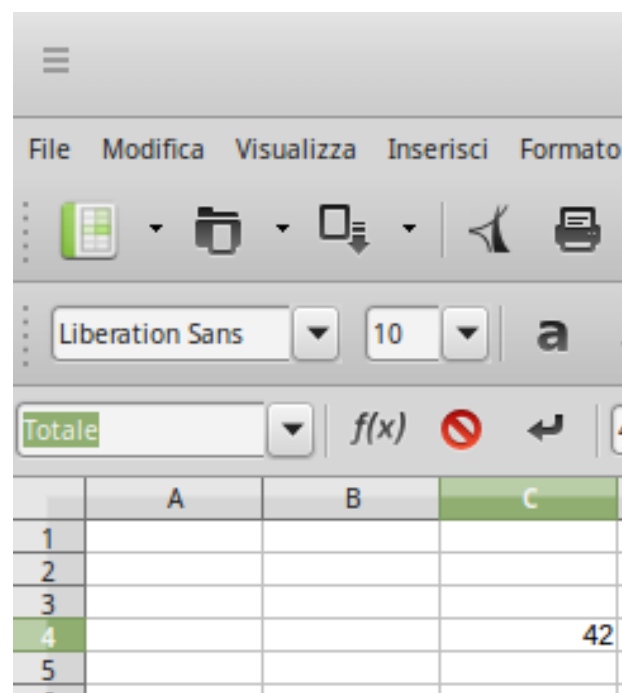 File Modifica Visualizza Inserisci Formato
Liberation Sans 10 a
Totale f(x)
A B C
1
2
3
4 42
5